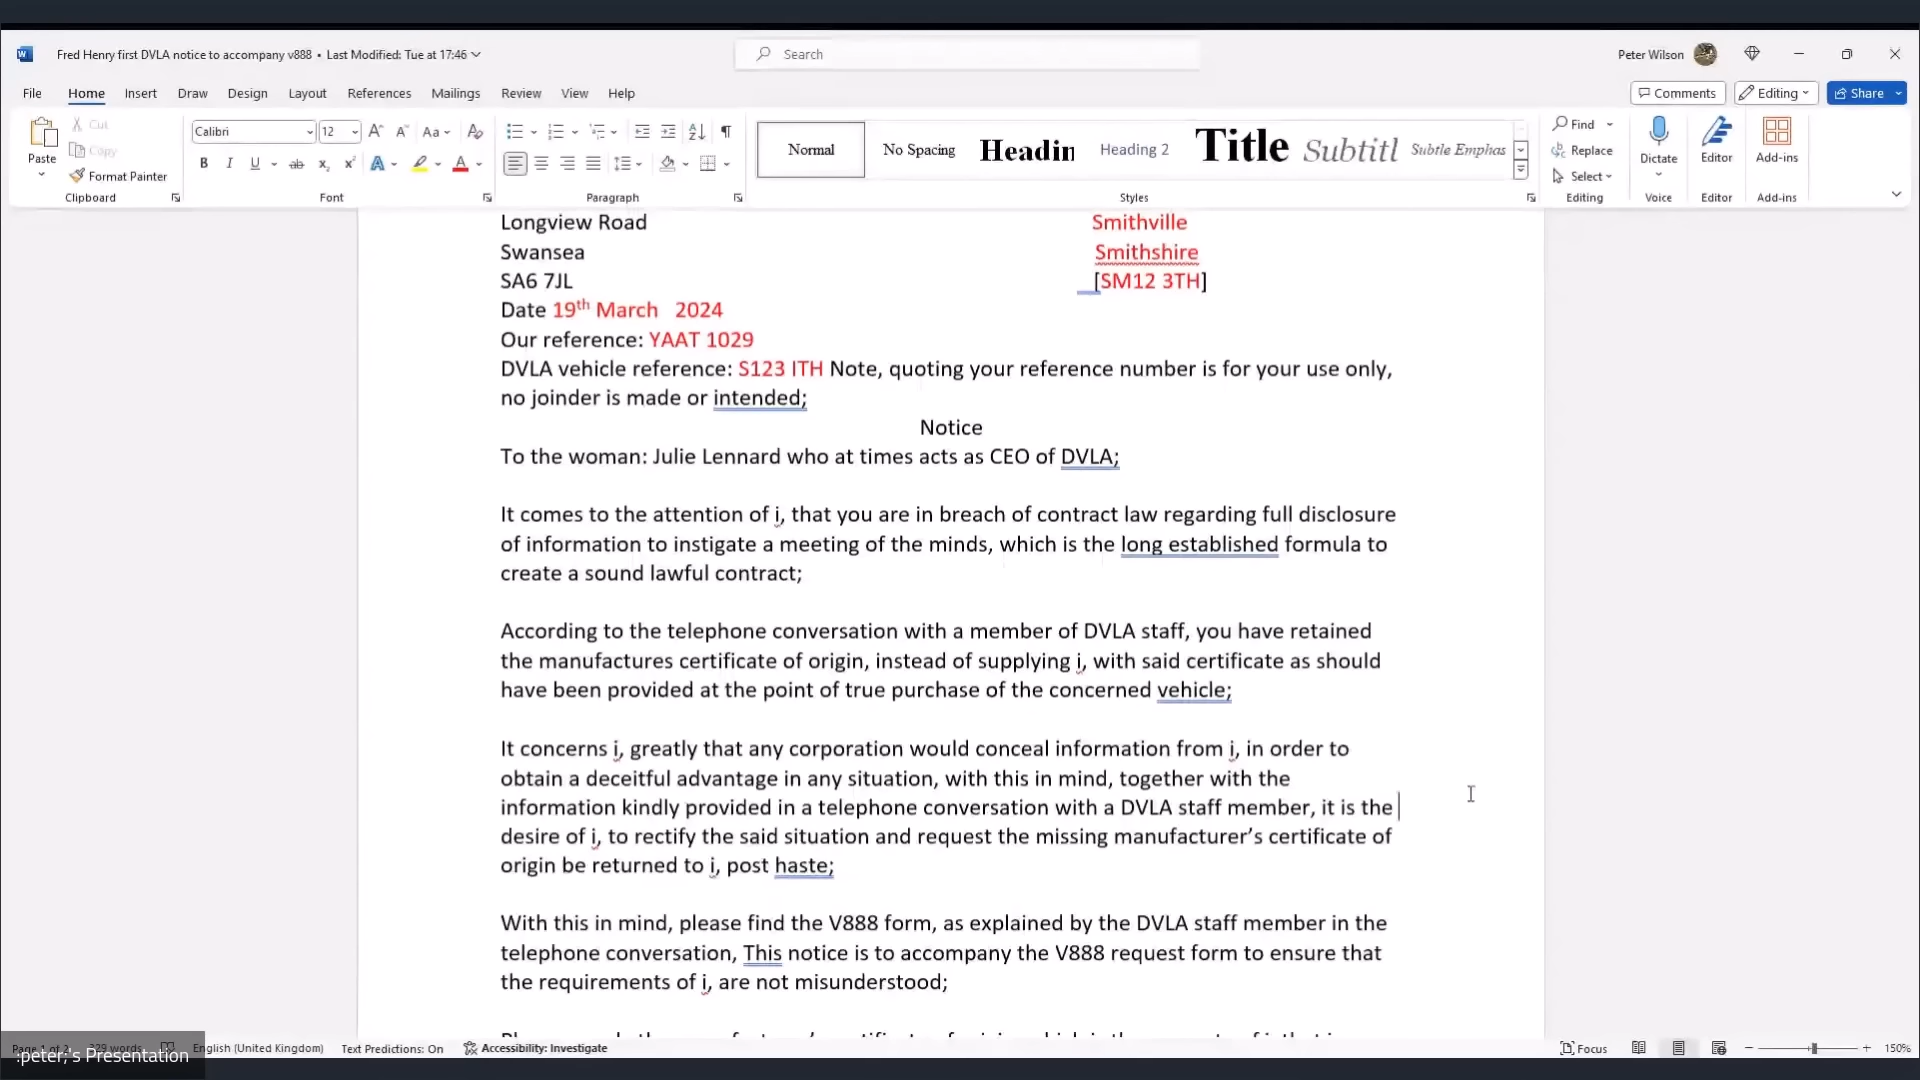 Fred Henry first DVLA notice to accompany v888 • Last Modified: Tue at 17:46
Search
Peter Wilson
File Home Insert Draw Design Layout References Mailings Review View Help
Comments Editing Share
Paste
Cut
Copy
Format Painter
Clipboard
Calibri 12
Font
Paragraph
Normal No Spacing Headin Heading 2 Title Subtitl Subtle Emphas
Styles
Find
Replace
Select
Editing
Dictate
Voice
Editor
Editor
Add-ins
Add-ins
Longview Road Smithville
Swansea Smithshire
SA6 7JL [SM12 3TH]
Date 19th March 2024
Our reference: YAAT 1029
DVLA vehicle reference: S123 ITH Note, quoting your reference number is for your use only,
no joinder is made or intended;
Notice
To the woman: Julie Lennard who at times acts as CEO of DVLA;
It comes to the attention of i, that you are in breach of contract law regarding full disclosure
of information to instigate a meeting of the minds, which is the long established formula to
create a sound lawful contract;
According to the telephone conversation with a member of DVLA staff, you have retained
the manufactures certificate of origin, instead of supplying i, with said certificate as should
have been provided at the point of true purchase of the concerned vehicle;
It concerns i, greatly that any corporation would conceal information from i, in order to
obtain a deceitful advantage in any situation, with this in mind, together with the
information kindly provided in a telephone conversation with a DVLA staff member, it is the
desire of i, to rectify the said situation and request the missing manufacturer’s certificate of
origin be returned to i, post haste;
With this in mind, please find the V888 form, as explained by the DVLA staff member in the
telephone conversation, This notice is to accompany the V888 request form to ensure that
the requirements of i, are not misunderstood;
:peter;'s Presentation
English (United Kingdom) Text Predictions: On Accessibility: Investigate
Focus 150%